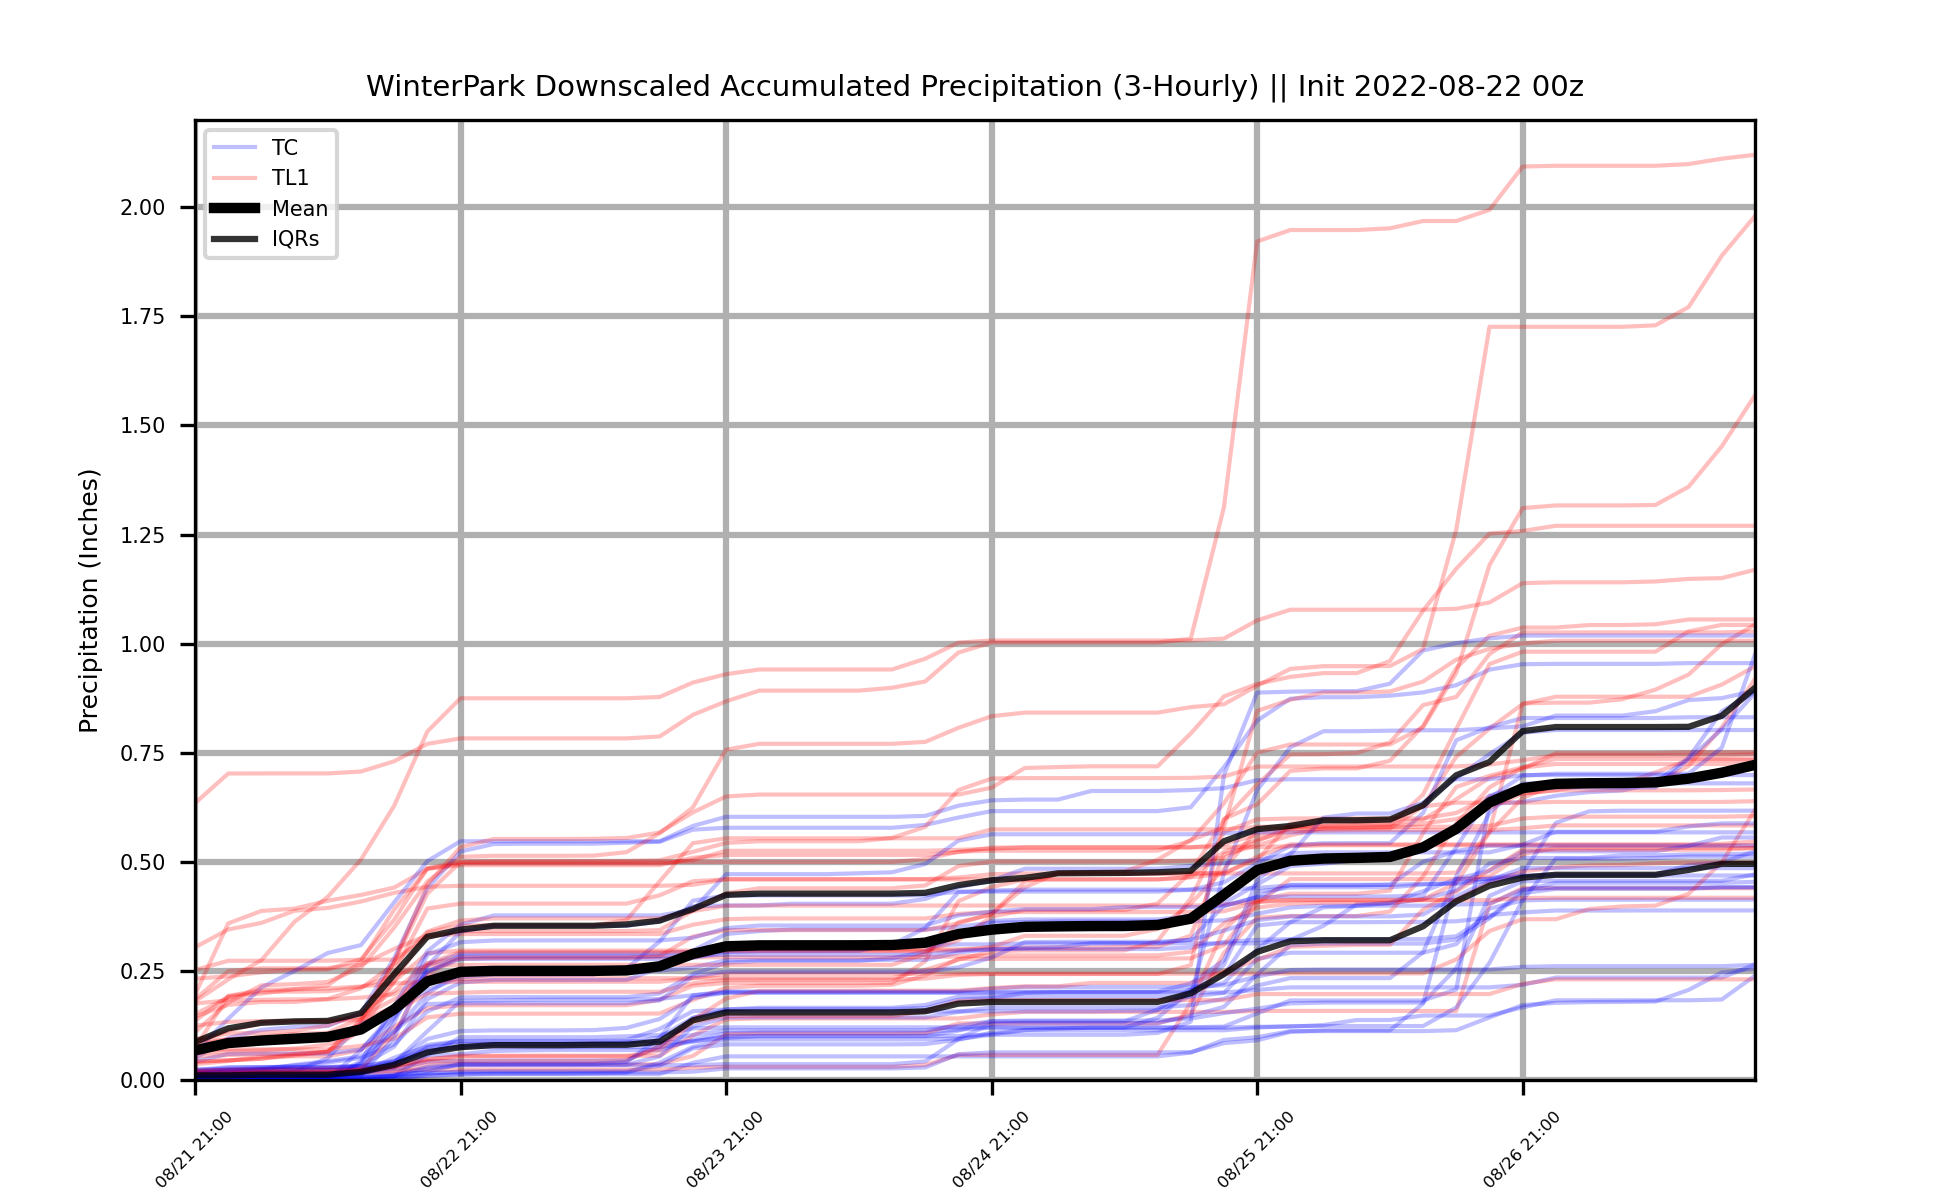 WinterPark Downscaled Accumulated Precipitation (3-Hourly) || Init 2022-08-22 00z
TC
TL1
Mean
IQRs
Precipitation (Inches)
2.00
1.75
1.50
1.25
1.00
0.75
0.50
0.25
0.00
08/21 21:00
08/22 21:00
08/23 21:00
08/24 21:00
08/25 21:00
08/26 21:00